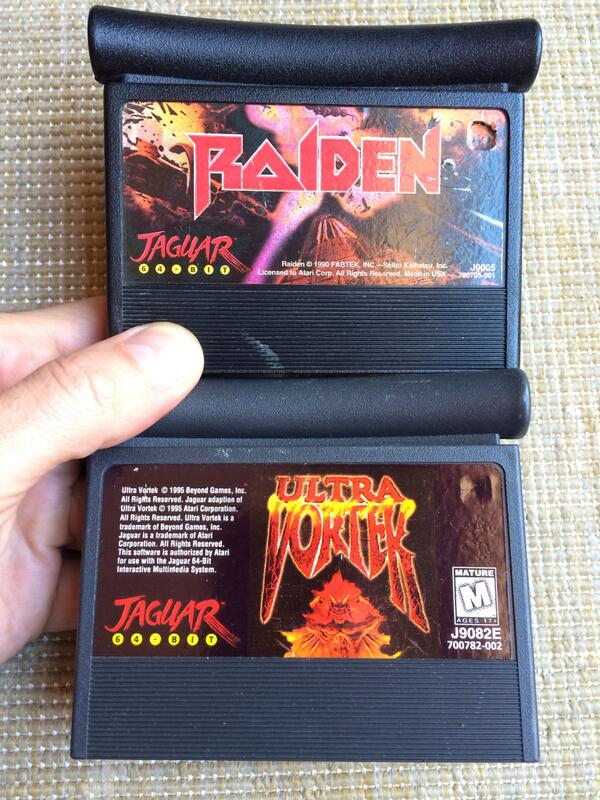 RAIDEN
JAGUAR
64-BIT
Raiden © 1990 FABTEK, INC.—Seibu Kaihatsu, Inc.
Licensed to Atari Corp. All Rights Reserved. Made in USA
J9005
700705-001
Ultra Vortek © 1995 Beyond Games, Inc.
All Rights Reserved. Jaguar adaption of
Ultra Vortek © 1995 Atari Corporation.
All Rights Reserved. Ultra Vortek is a
trademark of Beyond Games, Inc.
Jaguar is a trademark of Atari
Corporation. All Rights Reserved.
This software is authorized by Atari
for use with the Jaguar 64-Bit
Interactive Multimedia System.
ULTRA
VORTEK
JAGUAR™
64-BIT
MATURE
M
AGES 17+
J9082E
700782-002